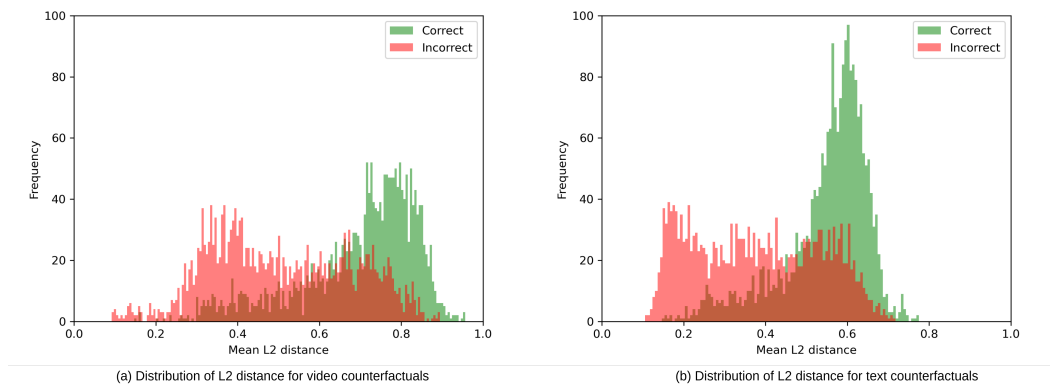 100
80
60
40
20
0
Frequency
Correct
Incorrect
0.0 0.2 0.4 0.6 0.8 1.0
Mean L2 distance
(a) Distribution of L2 distance for video counterfactuals
100
80
60
40
20
0
Frequency
Correct
Incorrect
0.0 0.2 0.4 0.6 0.8 1.0
Mean L2 distance
(b) Distribution of L2 distance for text counterfactuals